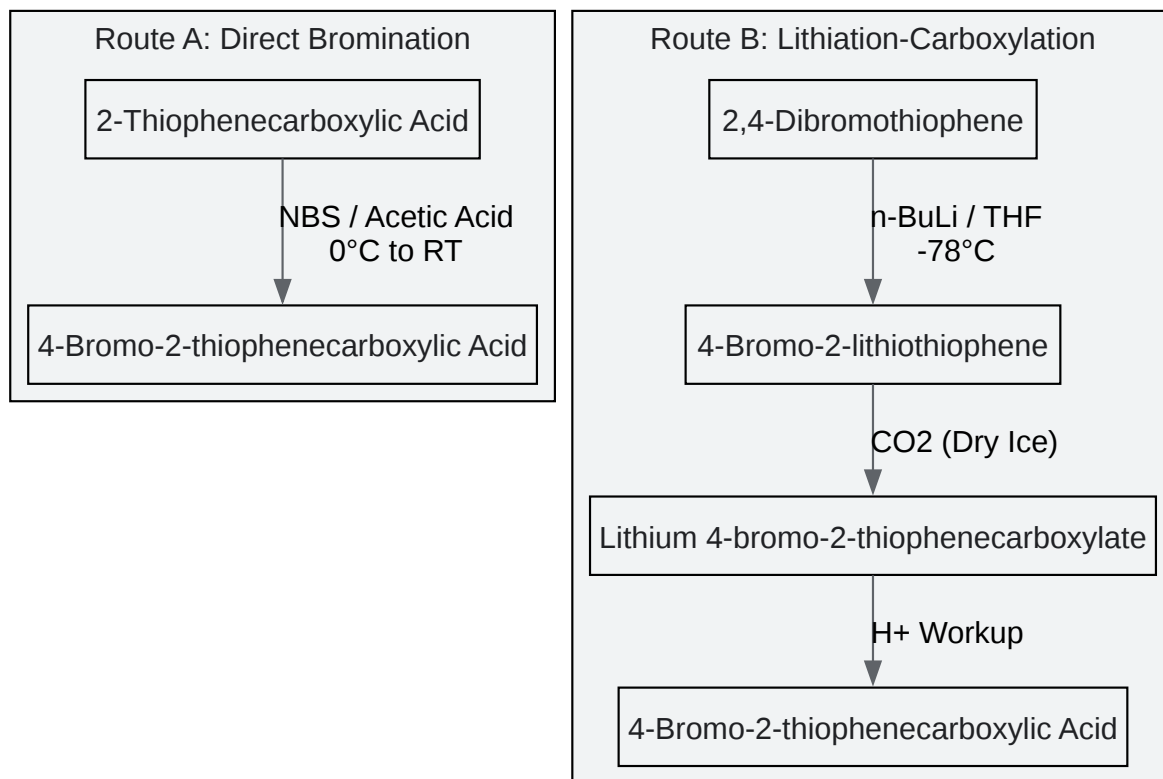 Route A: Direct Bromination
2-Thiophenecarboxylic Acid
NBS / Acetic Acid
0°C to RT
4-Bromo-2-thiophenecarboxylic Acid
Route B: Lithiation-Carboxylation
2,4-Dibromothiophene
n-BuLi / THF
-78°C
4-Bromo-2-lithiothiophene
CO2 (Dry Ice)
Lithium 4-bromo-2-thiophenecarboxylate
H+ Workup
4-Bromo-2-thiophenecarboxylic Acid